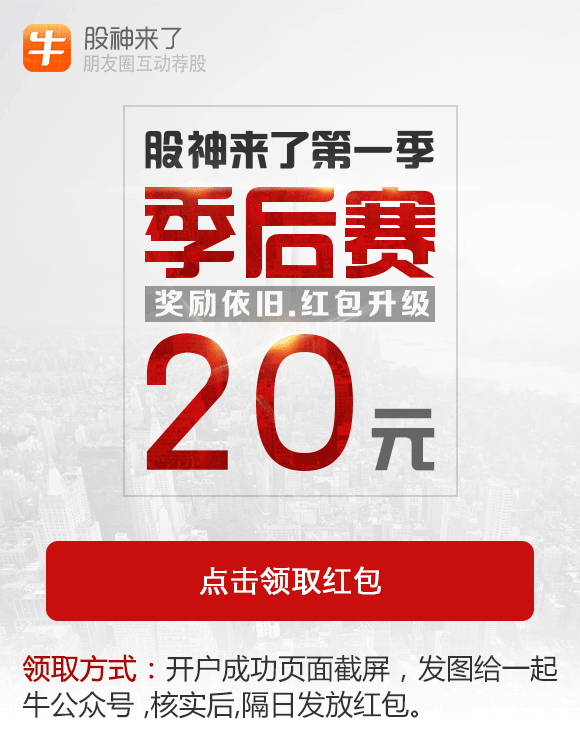 牛
股神来了
朋友圈互动荐股
股神来了第一季
季后赛
奖励依旧.红包升级
20元
点击领取红包
领取方式：开户成功页面截屏，发图给一起
牛公众号 ,核实后,隔日发放红包。